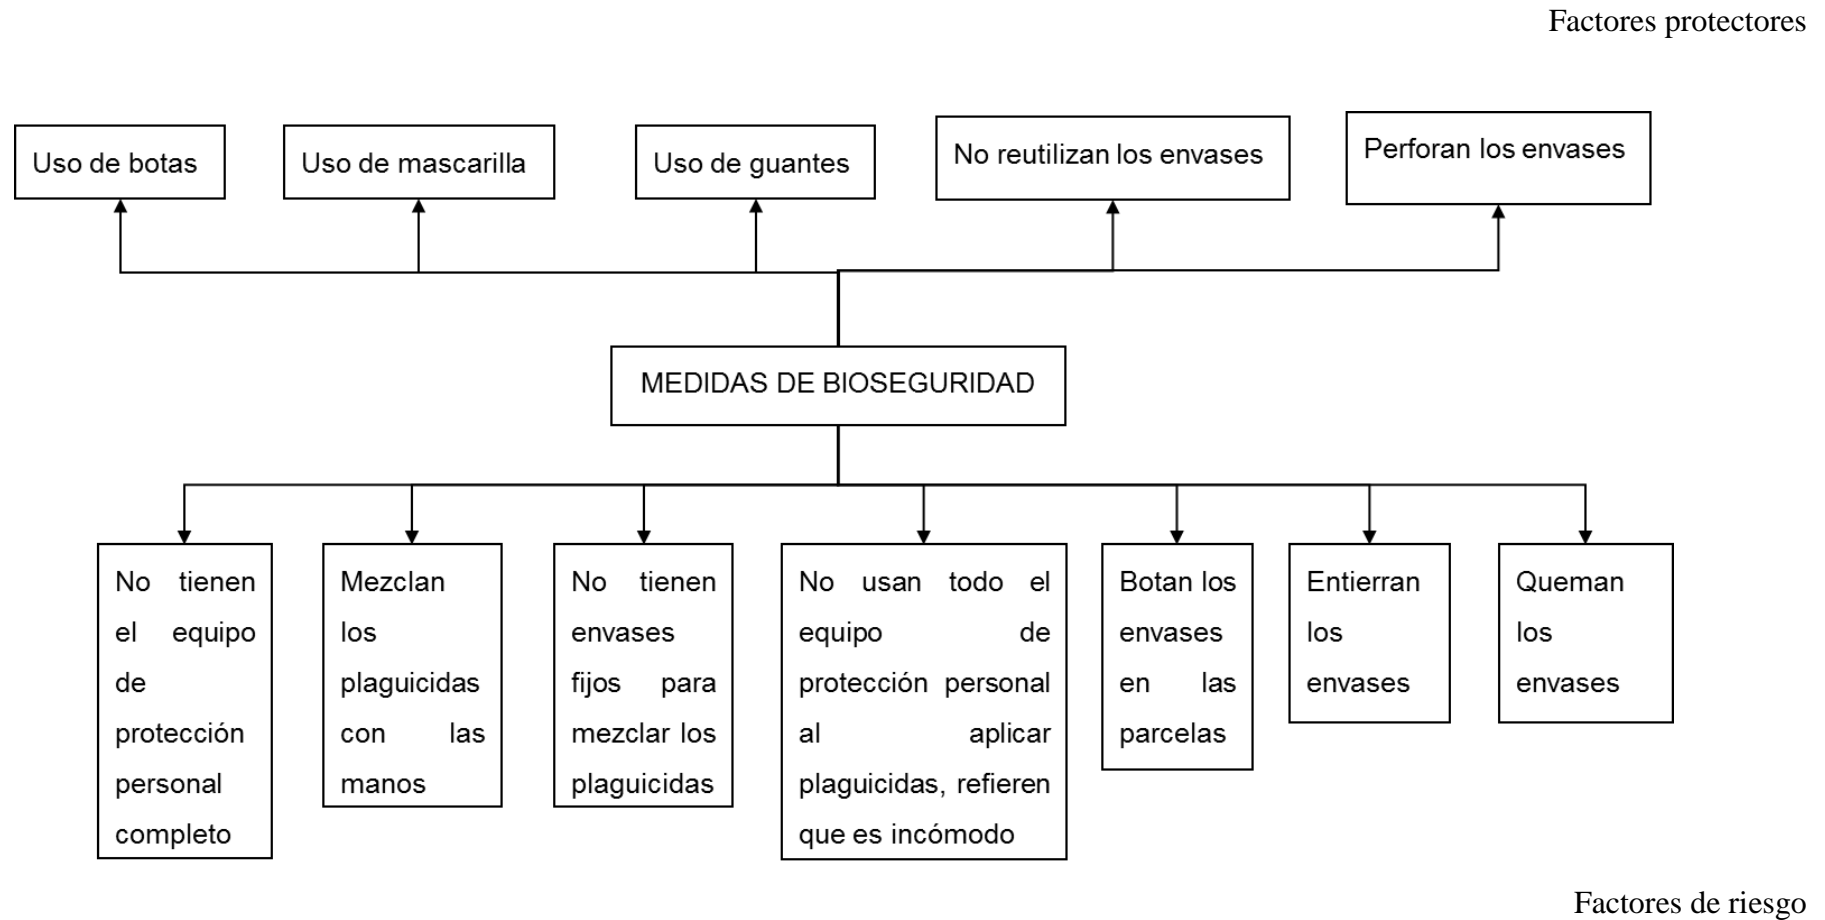 Factores protectores
Uso de botas
Uso de mascarilla
Uso de guantes
No reutilizan los envases
Perforan los envases
MEDIDAS DE BIOSEGURIDAD
No tienen
el equipo
de
protección
personal
completo
Mezclan
los
plaguicidas
con las
manos
No tienen
envases
fijos para
mezclar los
plaguicidas
No usan todo el
equipo de
protección personal
al aplicar
plaguicidas, refieren
que es incómodo
Botan los
envases
en las
parcelas
Entierran
los
envases
Queman
los
envases
Factores de riesgo